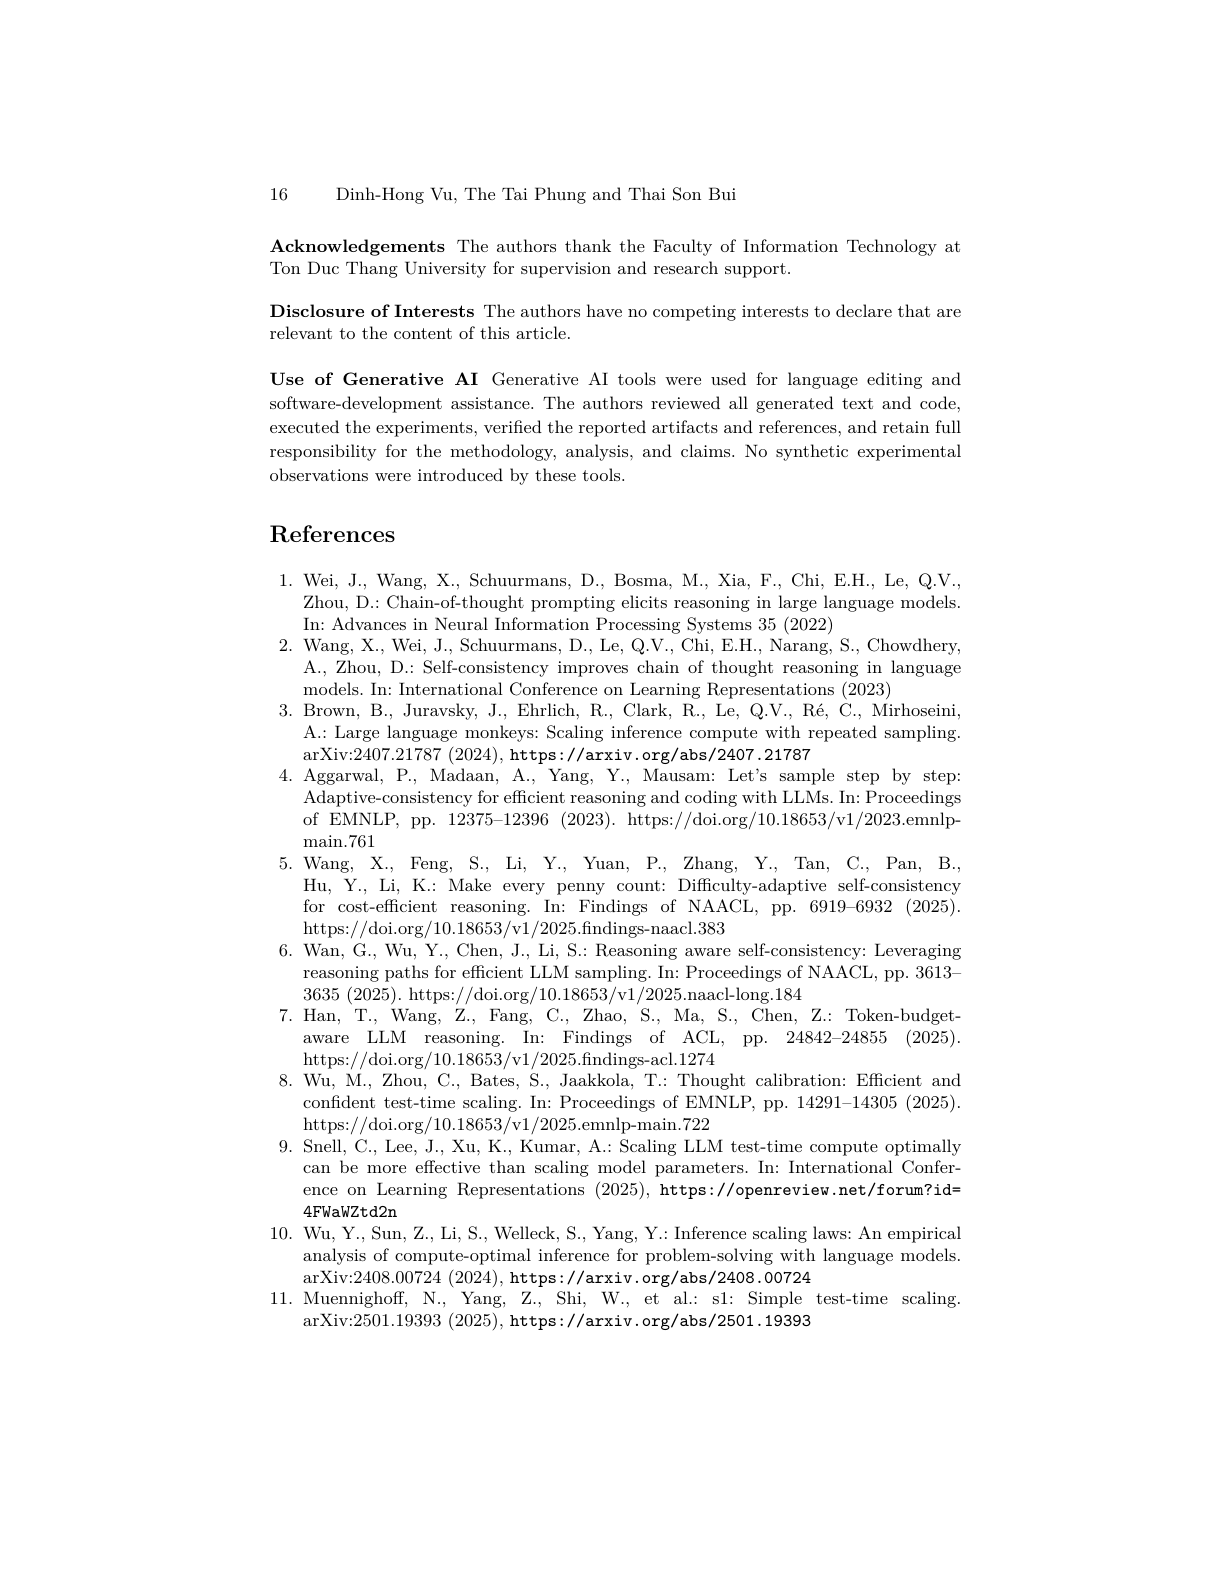 16 Dinh-Hong Vu, The Tai Phung and Thai Son Bui
Acknowledgements The authors thank the Faculty of Information Technology at
Ton Duc Thang University for supervision and research support.
Disclosure of Interests The authors have no competing interests to declare that are
relevant to the content of this article.
Use of Generative AI Generative AI tools were used for language editing and
software-development assistance. The authors reviewed all generated text and code,
executed the experiments, verified the reported artifacts and references, and retain full
responsibility for the methodology, analysis, and claims. No synthetic experimental
observations were introduced by these tools.
References
1. Wei, J., Wang, X., Schuurmans, D., Bosma, M., Xia, F., Chi, E.H., Le, Q.V.,
Zhou, D.: Chain-of-thought prompting elicits reasoning in large language models.
In: Advances in Neural Information Processing Systems 35 (2022)
2. Wang, X., Wei, J., Schuurmans, D., Le, Q.V., Chi, E.H., Narang, S., Chowdhery,
A., Zhou, D.: Self-consistency improves chain of thought reasoning in language
models. In: International Conference on Learning Representations (2023)
3. Brown, B., Juravsky, J., Ehrlich, R., Clark, R., Le, Q.V., Ré, C., Mirhoseini,
A.: Large language monkeys: Scaling inference compute with repeated sampling.
arXiv:2407.21787 (2024), https://arxiv.org/abs/2407.21787
4. Aggarwal, P., Madaan, A., Yang, Y., Mausam: Let's sample step by step:
Adaptive-consistency for efficient reasoning and coding with LLMs. In: Proceedings
of EMNLP, pp. 12375–12396 (2023). https://doi.org/10.18653/v1/2023.emnlp-
main.761
5. Wang, X., Feng, S., Li, Y., Yuan, P., Zhang, Y., Tan, C., Pan, B.,
Hu, Y., Li, K.: Make every penny count: Difficulty-adaptive self-consistency
for cost-efficient reasoning. In: Findings of NAACL, pp. 6919–6932 (2025).
https://doi.org/10.18653/v1/2025.findings-naacl.383
6. Wan, G., Wu, Y., Chen, J., Li, S.: Reasoning aware self-consistency: Leveraging
reasoning paths for efficient LLM sampling. In: Proceedings of NAACL, pp. 3613–
3635 (2025). https://doi.org/10.18653/v1/2025.naacl-long.184
7. Han, T., Wang, Z., Fang, C., Zhao, S., Ma, S., Chen, Z.: Token-budget-
aware LLM reasoning. In: Findings of ACL, pp. 24842–24855 (2025).
https://doi.org/10.18653/v1/2025.findings-acl.1274
8. Wu, M., Zhou, C., Bates, S., Jaakkola, T.: Thought calibration: Efficient and
confident test-time scaling. In: Proceedings of EMNLP, pp. 14291–14305 (2025).
https://doi.org/10.18653/v1/2025.emnlp-main.722
9. Snell, C., Lee, J., Xu, K., Kumar, A.: Scaling LLM test-time compute optimally
can be more effective than scaling model parameters. In: International Confer-
ence on Learning Representations (2025), https://openreview.net/forum?id=
4FWaWZtd2n
10. Wu, Y., Sun, Z., Li, S., Welleck, S., Yang, Y.: Inference scaling laws: An empirical
analysis of compute-optimal inference for problem-solving with language models.
arXiv:2408.00724 (2024), https://arxiv.org/abs/2408.00724
11. Muennighoff, N., Yang, Z., Shi, W., et al.: s1: Simple test-time scaling.
arXiv:2501.19393 (2025), https://arxiv.org/abs/2501.19393